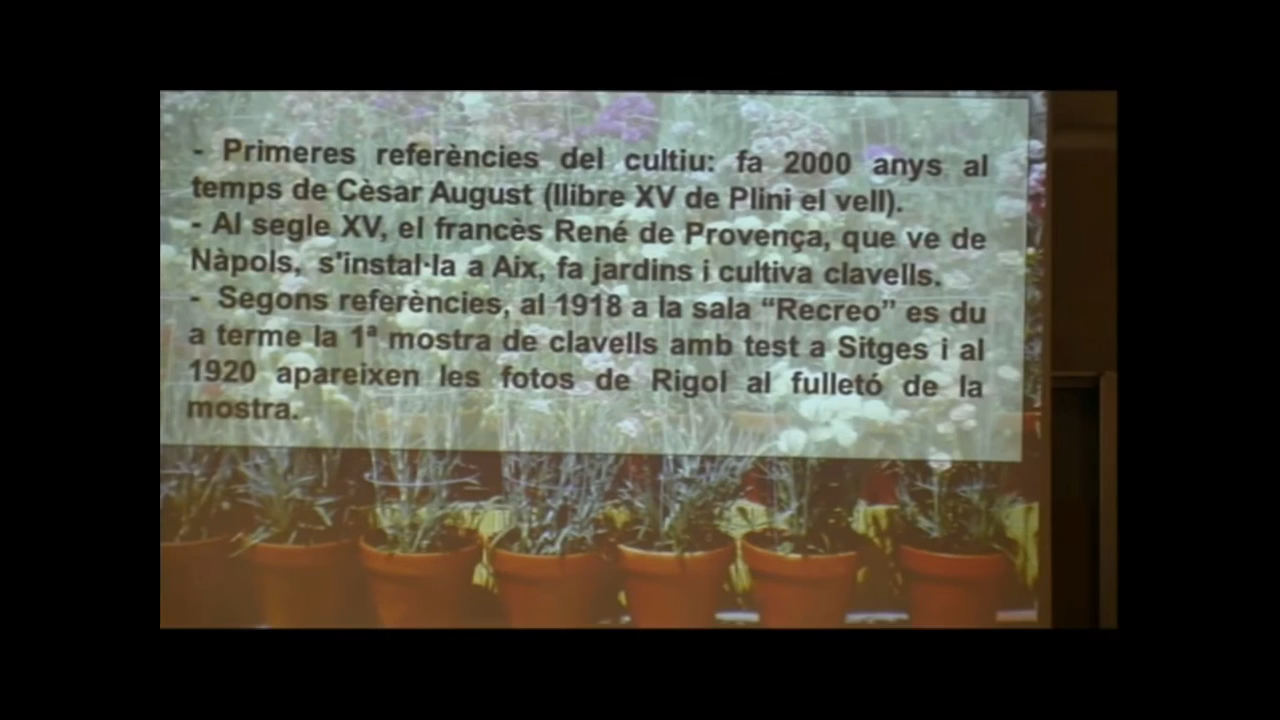 - Primeres referències del cultiu: fa 2000 anys al
temps de Cèsar August (llibre XV de Plini el vell).
- Al segle XV, el francès René de Provença, que ve de
Nàpols, s'instal·la a Aix, fa jardins i cultiva clavells.
- Segons referències, al 1918 a la sala “Recreo” es du
a terme la 1ª mostra de clavells amb test a Sitges i al
1920 apareixen les fotos de Rigol al fulletó de la
mostra.